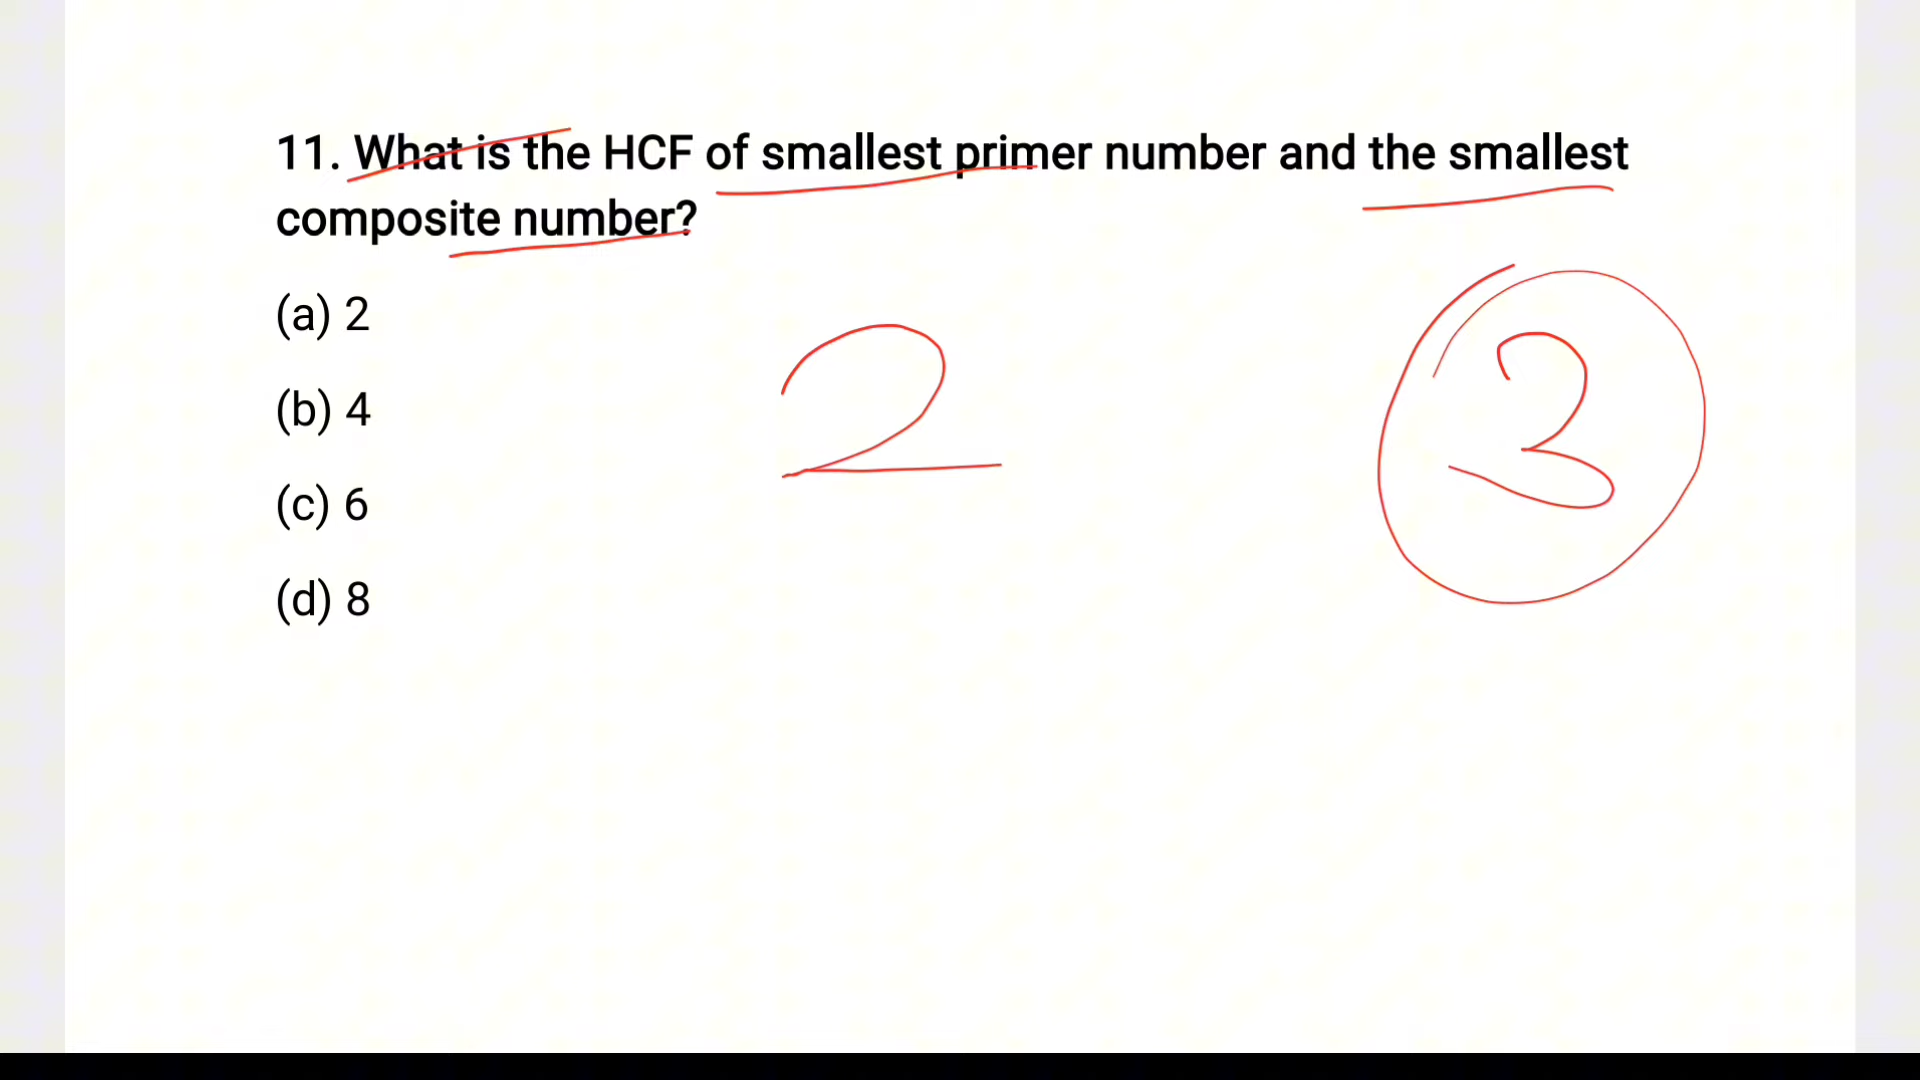 11. What is the HCF of smallest primer number and the smallest
composite number?
(a) 2
(b) 4
(c) 6
(d) 8
2
3